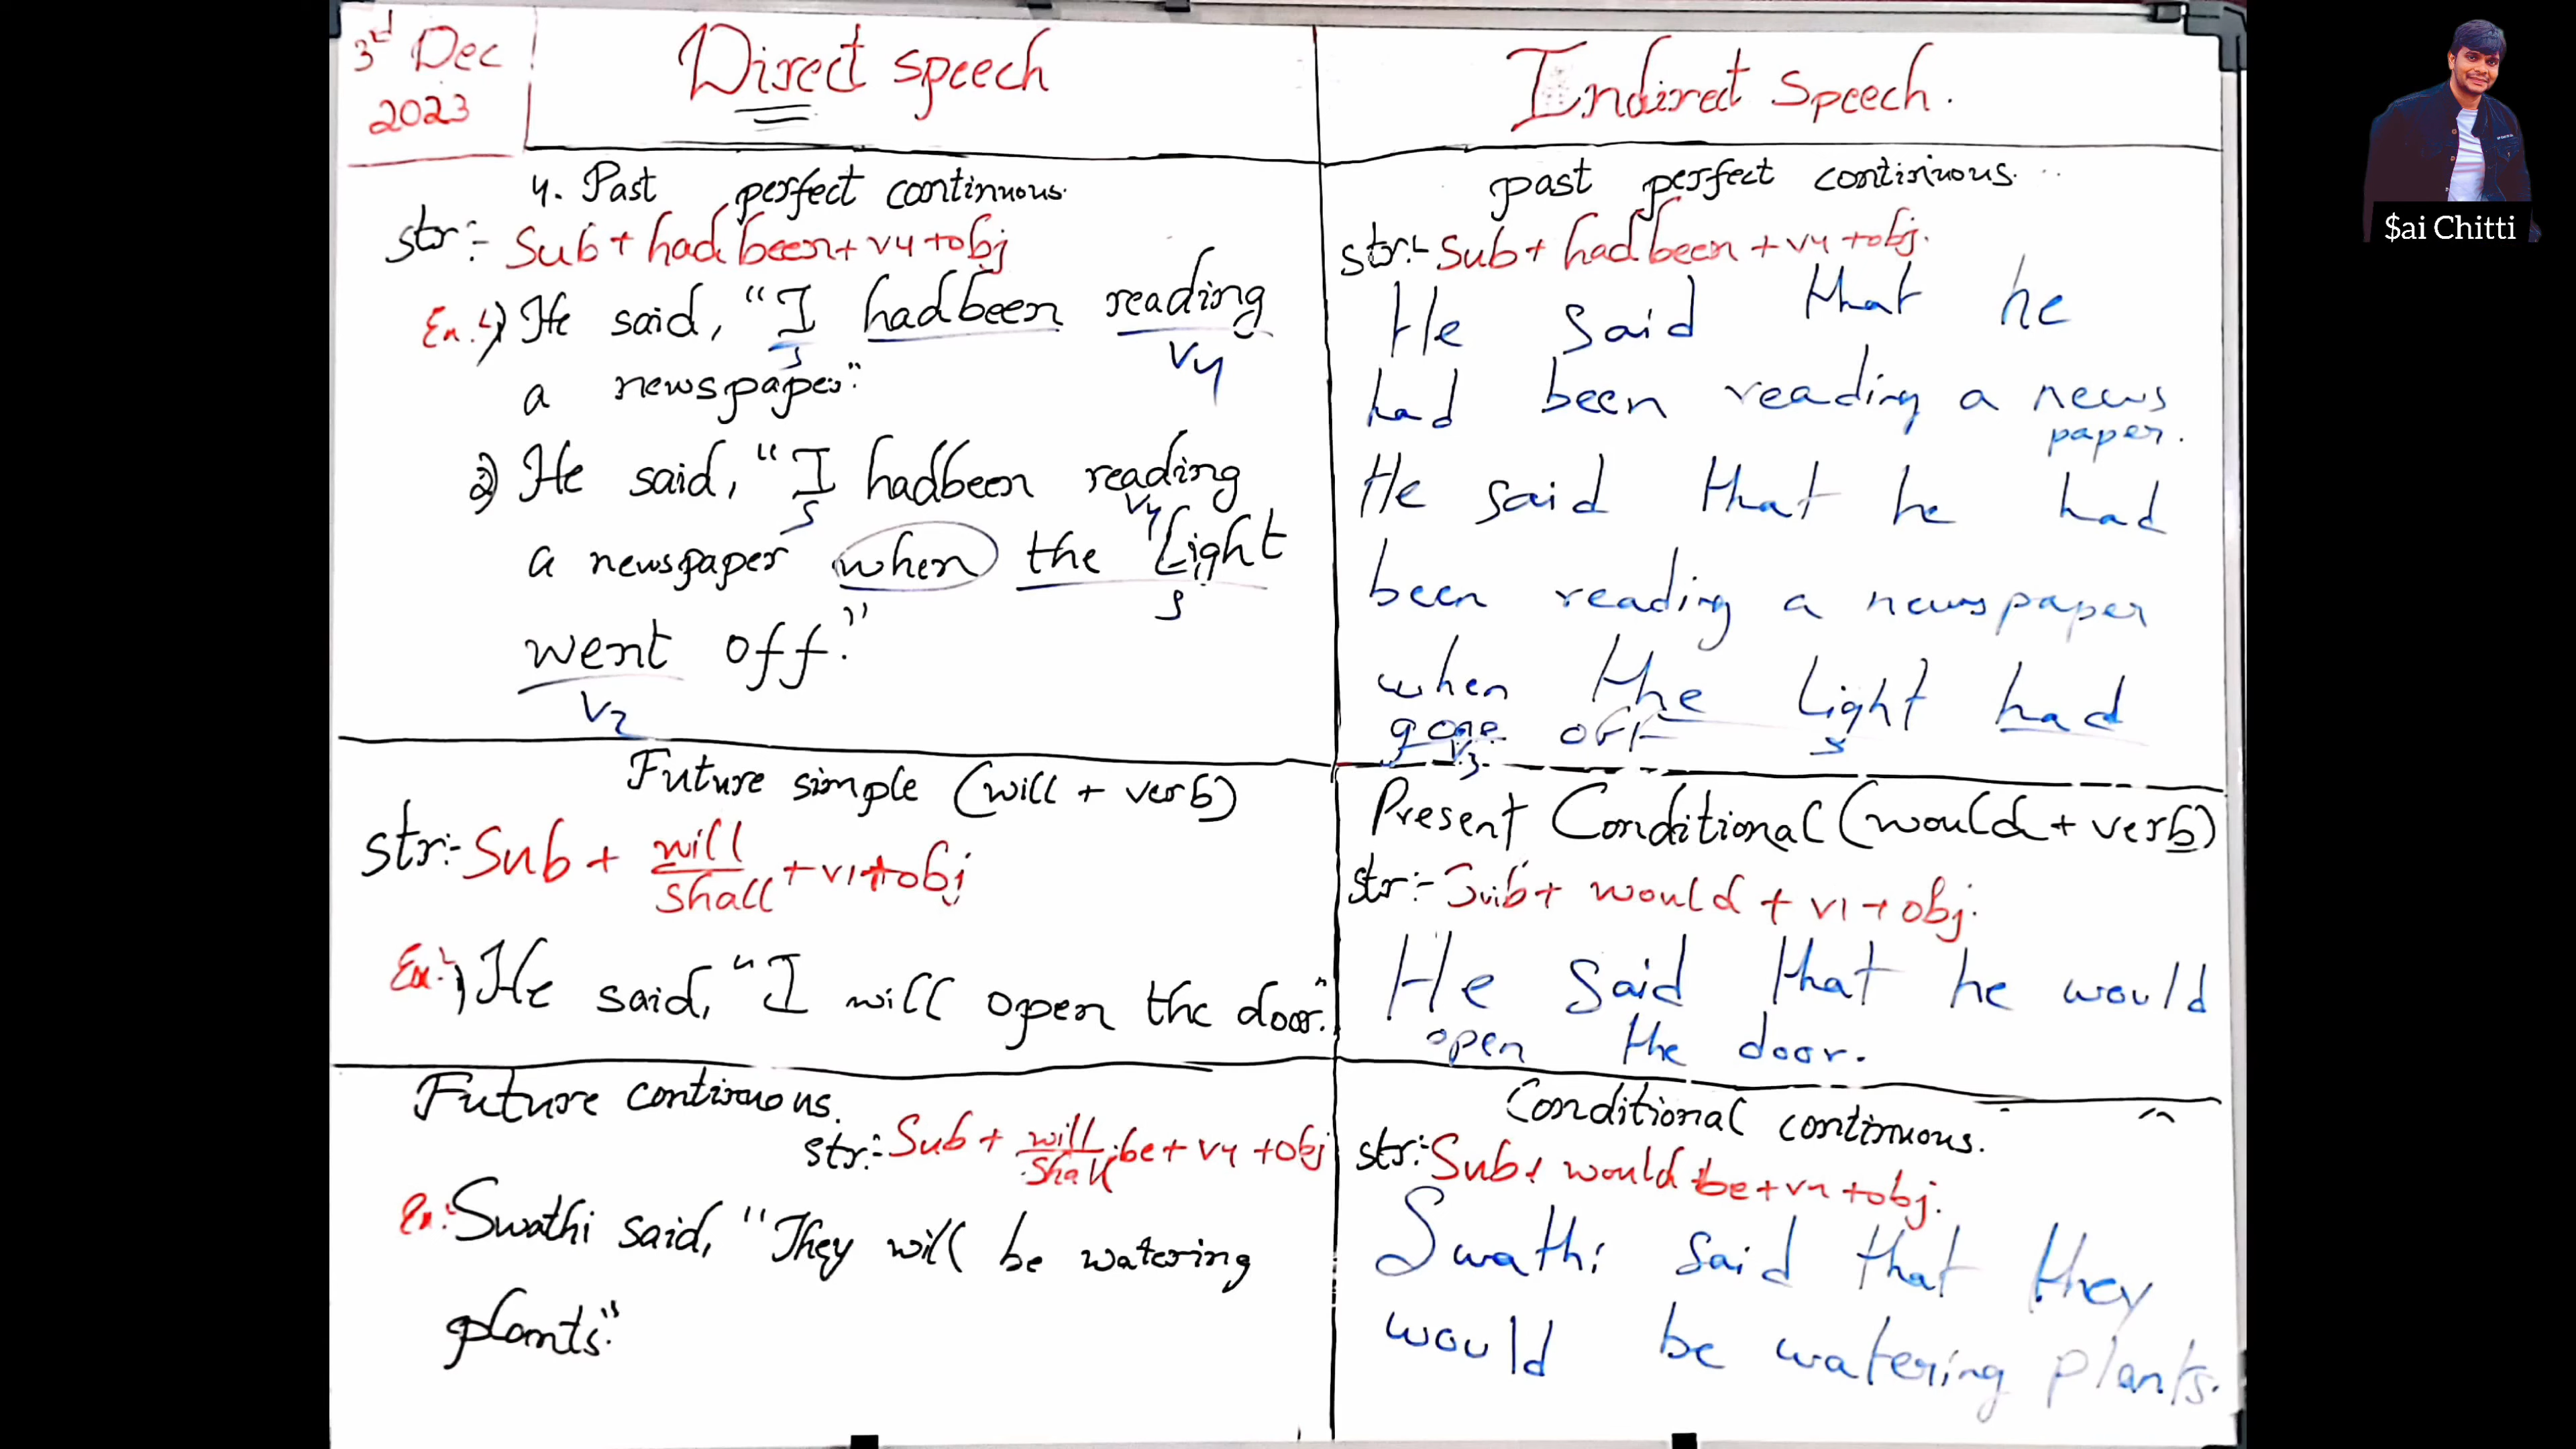 3rd Dec
2023
Direct speech
4. Past perfect continuous.
str:- Sub + had been + v4 + obj
Ex:- 1) He said, "I had been reading
s
v4
a newspaper."
2) He said, "I hadbeen reading
s
v4
a newspaper when the Light
s
went off."
v2
Future simple (will + verb)
str:- Sub + will/shall + v1 + obj
Ex:- 1) He said, "I will open the door."
Future continuous.
str:- Sub + will/shall be + v4 + obj
Ex:- Swathi said, "They will be watering
plants."
Indirect Speech.
past perfect continuous.
str:- Sub + had been + v4 + obj.
He said that he
had been reading a news
paper.
He said that he had
been reading a newspaper
when the light had
s
gone off
v3
Present Conditional (would + verb)
str:- Sub + would + v1 + obj.
He said that he would
open the door.
Conditional continuous.
str:- Sub + would be + v4 + obj.
Swathi said that they
would be watering plants.
$ai Chitti